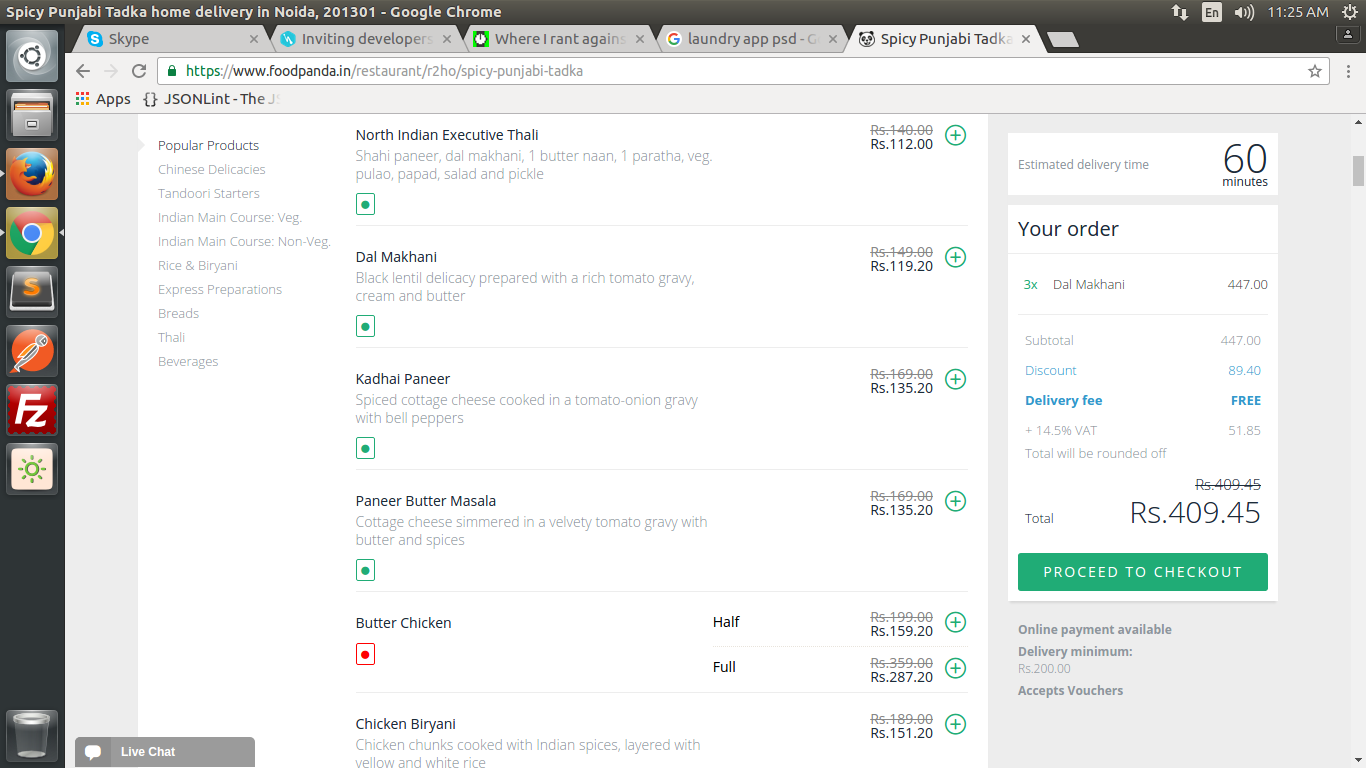 Spicy Punjabi Tadka home delivery in Noida, 201301 - Google Chrome
En
11:25 AM
Skype
Inviting developers
Where I rant agains
laundry app psd - G
Spicy Punjabi Tadka
https://www.foodpanda.in/restaurant/r2ho/spicy-punjabi-tadka
Apps
{} JSONLint - The JS
Popular Products
Chinese Delicacies
Tandoori Starters
Indian Main Course: Veg.
Indian Main Course: Non-Veg.
Rice & Biryani
Express Preparations
Breads
Thali
Beverages
North Indian Executive Thali
Rs.140.00
Rs.112.00
Shahi paneer, dal makhani, 1 butter naan, 1 paratha, veg.
pulao, papad, salad and pickle
Dal Makhani
Rs.149.00
Rs.119.20
Black lentil delicacy prepared with a rich tomato gravy,
cream and butter
Kadhai Paneer
Rs.169.00
Rs.135.20
Spiced cottage cheese cooked in a tomato-onion gravy
with bell peppers
Paneer Butter Masala
Rs.169.00
Rs.135.20
Cottage cheese simmered in a velvety tomato gravy with
butter and spices
Butter Chicken
Half
Rs.199.00
Rs.159.20
Full
Rs.359.00
Rs.287.20
Chicken Biryani
Rs.189.00
Rs.151.20
Chicken chunks cooked with Indian spices, layered with
yellow and white rice
Estimated delivery time
60
minutes
Your order
3x Dal Makhani 447.00
Subtotal 447.00
Discount 89.40
Delivery fee FREE
+ 14.5% VAT 51.85
Total will be rounded off
Rs.409.45
Total Rs.409.45
PROCEED TO CHECKOUT
Online payment available
Delivery minimum:
Rs.200.00
Accepts Vouchers
Live Chat
S
Fz